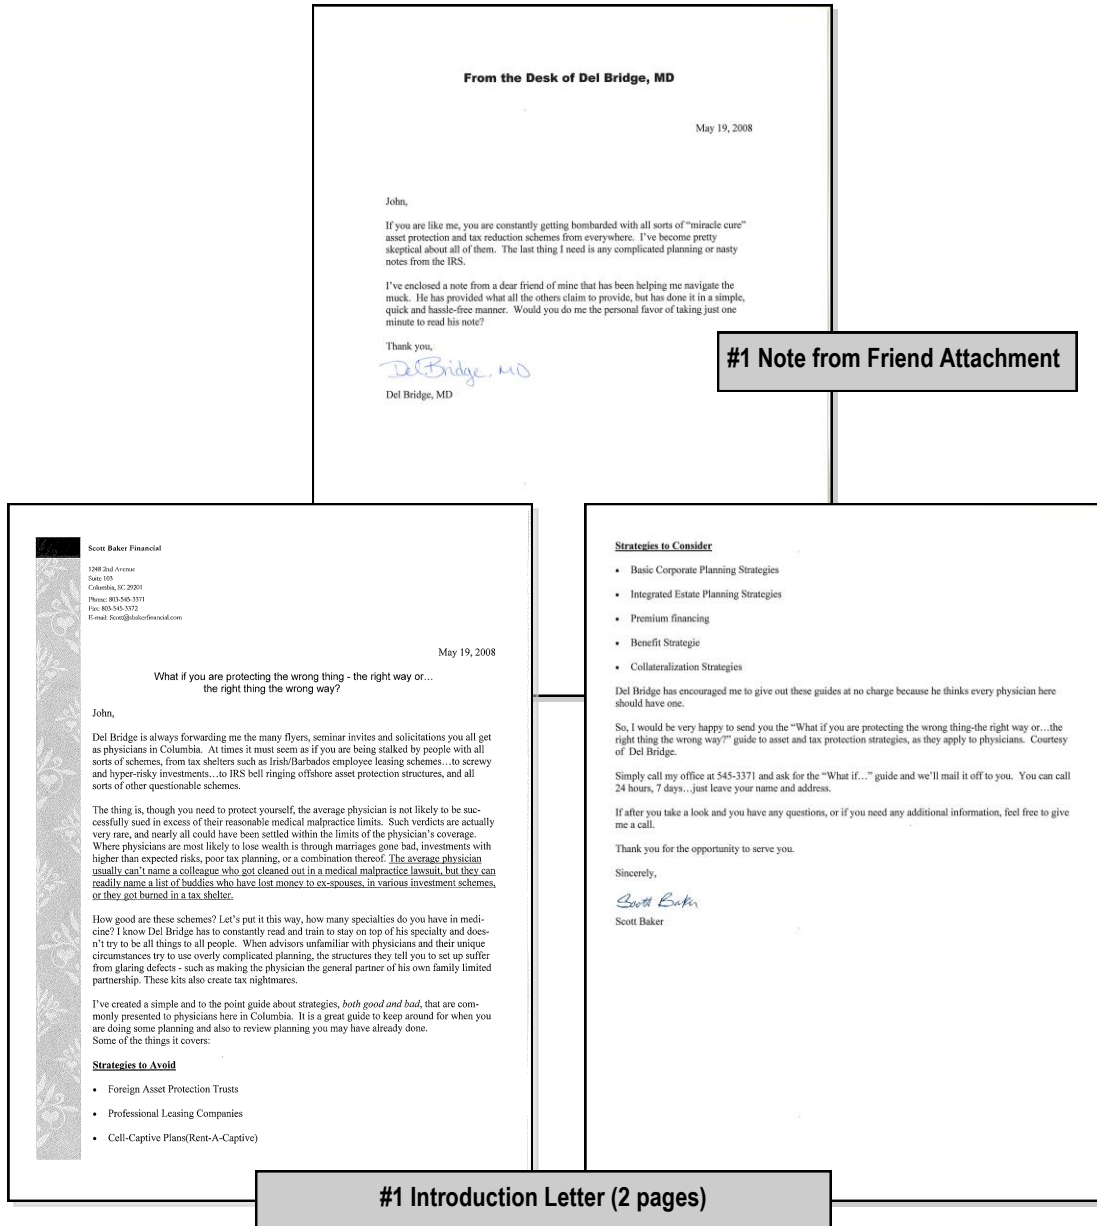 From the Desk of Del Bridge, MD
May 19, 2008
John,
If you are like me, you are constantly getting bombarded with all sorts of “miracle cure”
asset protection and tax reduction schemes from everywhere.  I’ve become pretty
skeptical about all of them.  The last thing I need is any complicated planning or nasty
notes from the IRS.
I’ve enclosed a note from a dear friend of mine that has been helping me navigate the
muck.  He has provided what all the others claim to provide, but has done it in a simple,
quick and hassle-free manner.  Would you do me the personal favor of taking just one
minute to read his note?
Thank you,
Del Bridge, MD
Del Bridge, MD
#1 Note from Friend Attachment
Scott Baker Financial
1248 2nd Avenue
Suite 103
Columbia, SC 29201
Phone: 803-545-3371
Fax: 803-545-3372
E-mail: Scott@sbakerfinancial.com
May 19, 2008
What if you are protecting the wrong thing - the right way or…
the right thing the wrong way?
John,
Del Bridge is always forwarding me the many flyers, seminar invites and solicitations you all get
as physicians in Columbia.  At times it must seem as if you are being stalked by people with all
sorts of schemes, from tax shelters such as Irish/Barbados employee leasing schemes…to screwy
and hyper-risky investments…to IRS bell ringing offshore asset protection structures, and all
sorts of other questionable schemes.
The thing is, though you need to protect yourself, the average physician is not likely to be suc-
cessfully sued in excess of their reasonable medical malpractice limits.  Such verdicts are actually
very rare, and nearly all could have been settled within the limits of the physician’s coverage.
Where physicians are most likely to lose wealth is through marriages gone bad, investments with
higher than expected risks, poor tax planning, or a combination thereof. The average physician
usually can’t name a colleague who got cleaned out in a medical malpractice lawsuit, but they can
readily name a list of buddies who have lost money to ex-spouses, in various investment schemes,
or they got burned in a tax shelter.
How good are these schemes? Let’s put it this way, how many specialties do you have in medi-
cine? I know Del Bridge has to constantly read and train to stay on top of his specialty and does-
n’t try to be all things to all people.  When advisors unfamiliar with physicians and their unique
circumstances try to use overly complicated planning, the structures they tell you to set up suffer
from glaring defects - such as making the physician the general partner of his own family limited
partnership. These kits also create tax nightmares.
I’ve created a simple and to the point guide about strategies, both good and bad, that are com-
monly presented to physicians here in Columbia.  It is a great guide to keep around for when you
are doing some planning and also to review planning you may have already done.
Some of the things it covers:
Strategies to Avoid
• Foreign Asset Protection Trusts
• Professional Leasing Companies
• Cell-Captive Plans(Rent-A-Captive)
Strategies to Consider
• Basic Corporate Planning Strategies
• Integrated Estate Planning Strategies
• Premium financing
• Benefit Strategie
• Collateralization Strategies
Del Bridge has encouraged me to give out these guides at no charge because he thinks every physician here
should have one.
So, I would be very happy to send you the “What if you are protecting the wrong thing-the right way or…the
right thing the wrong way?” guide to asset and tax protection strategies, as they apply to physicians.  Courtesy
of  Del Bridge.
Simply call my office at 545-3371 and ask for the “What if…” guide and we’ll mail it off to you.  You can call
24 hours, 7 days…just leave your name and address.
If after you take a look and you have any questions, or if you need any additional information, feel free to give
me a call.
Thank you for the opportunity to serve you.
Sincerely,
Scott Baker
Scott Baker
#1 Introduction Letter (2 pages)